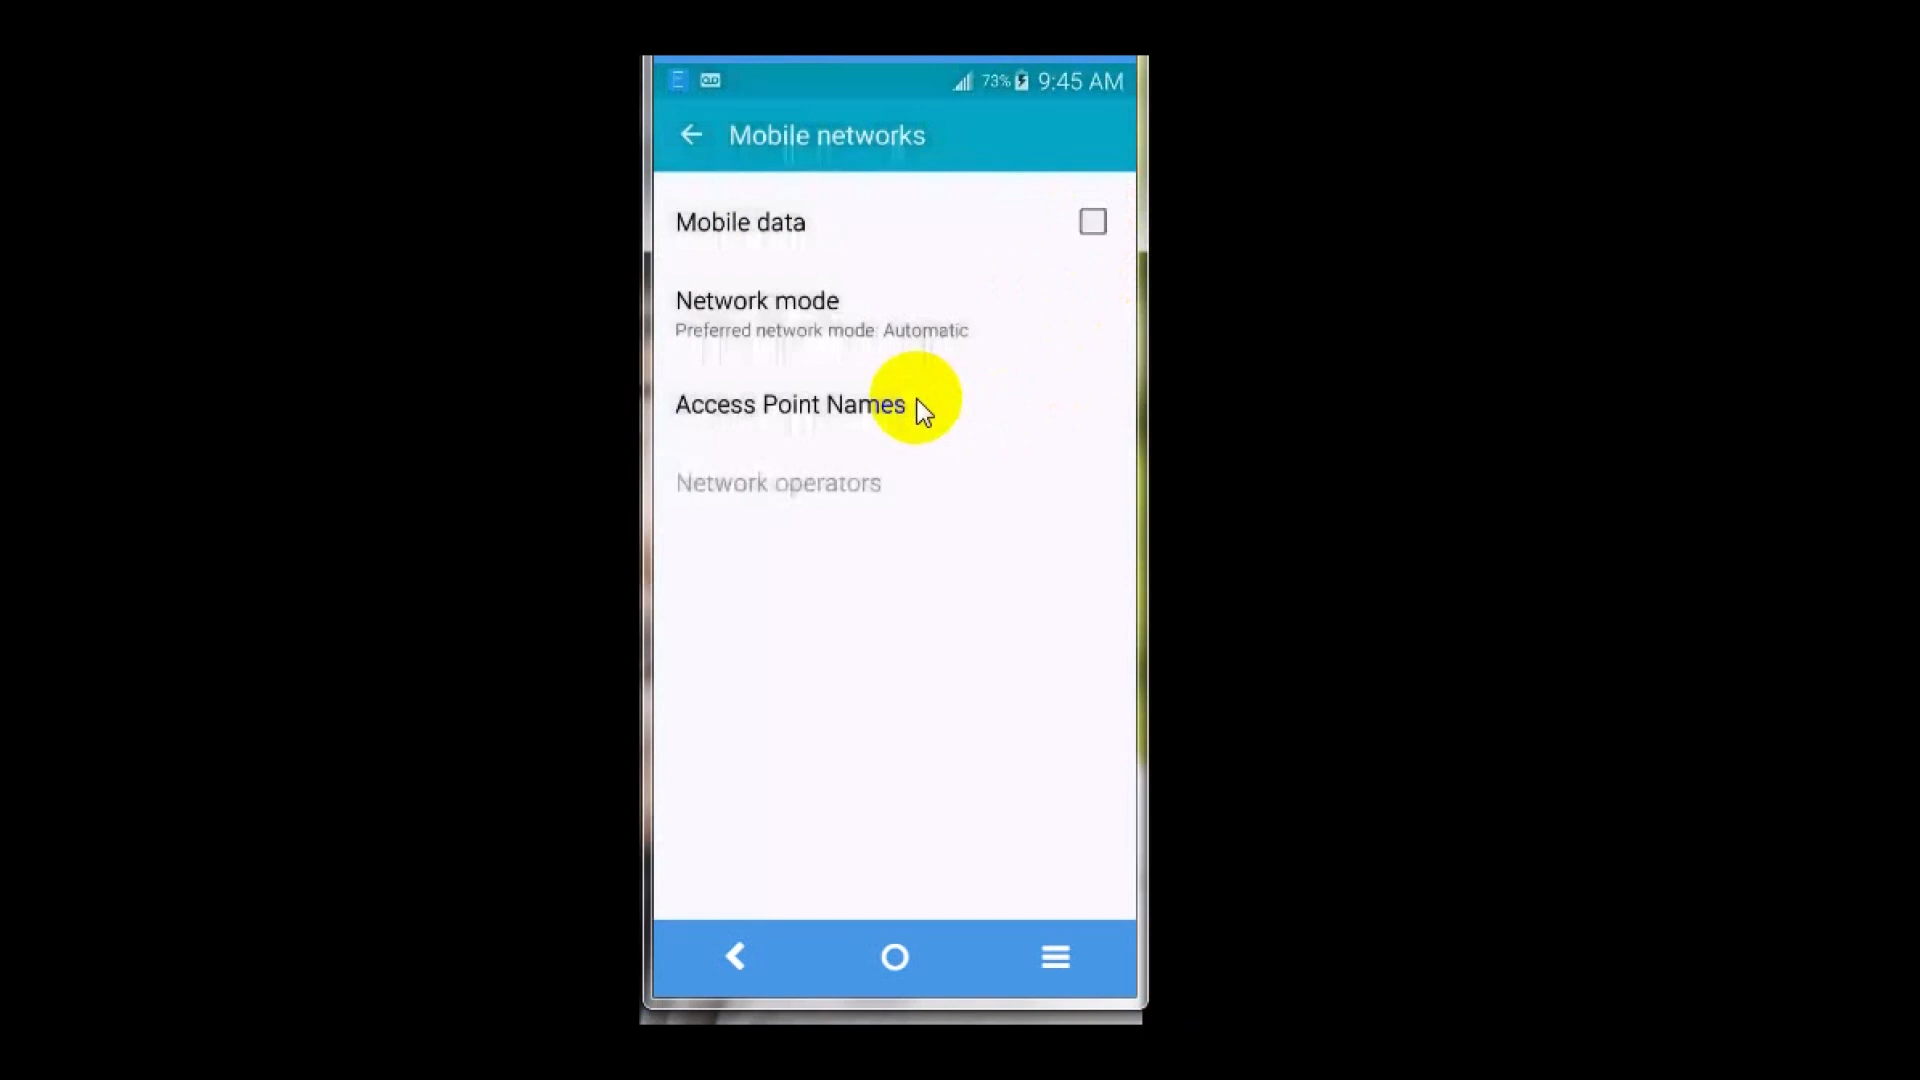 73% 9:45 AM
Mobile networks
Mobile data
Network mode
Preferred network mode: Automatic
Access Point Names
Network operators